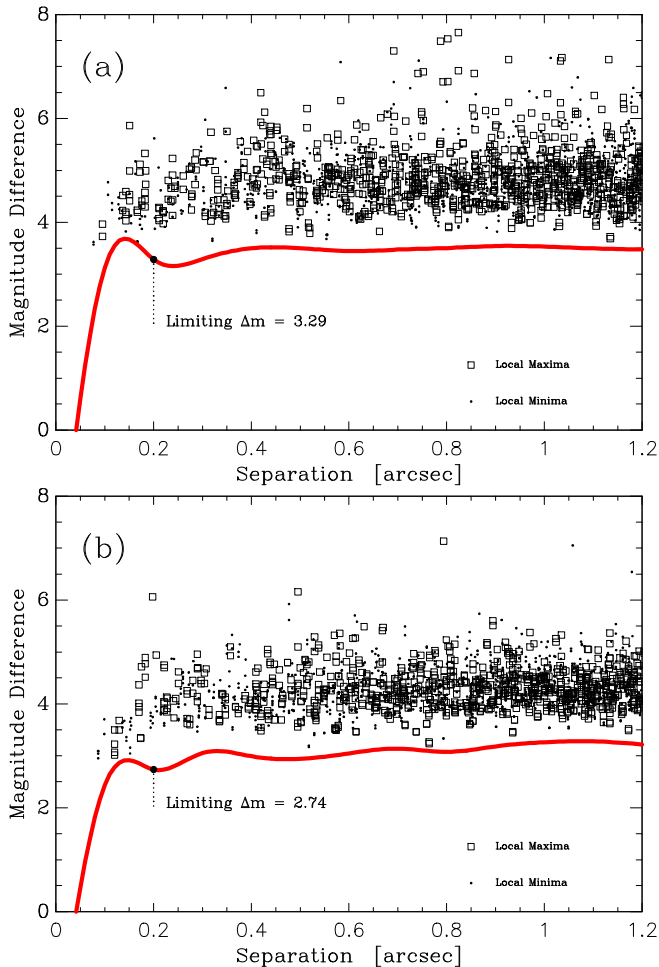 8
(a)
6
Magnitude Difference
4
Limiting Δm = 3.29
2
Local Maxima
Local Minima
0
0 0.2 0.4 0.6 0.8 1 1.2
Separation [arcsec]
8
(b)
6
Magnitude Difference
4
Limiting Δm = 2.74
2
Local Maxima
Local Minima
0
0 0.2 0.4 0.6 0.8 1 1.2
Separation [arcsec]